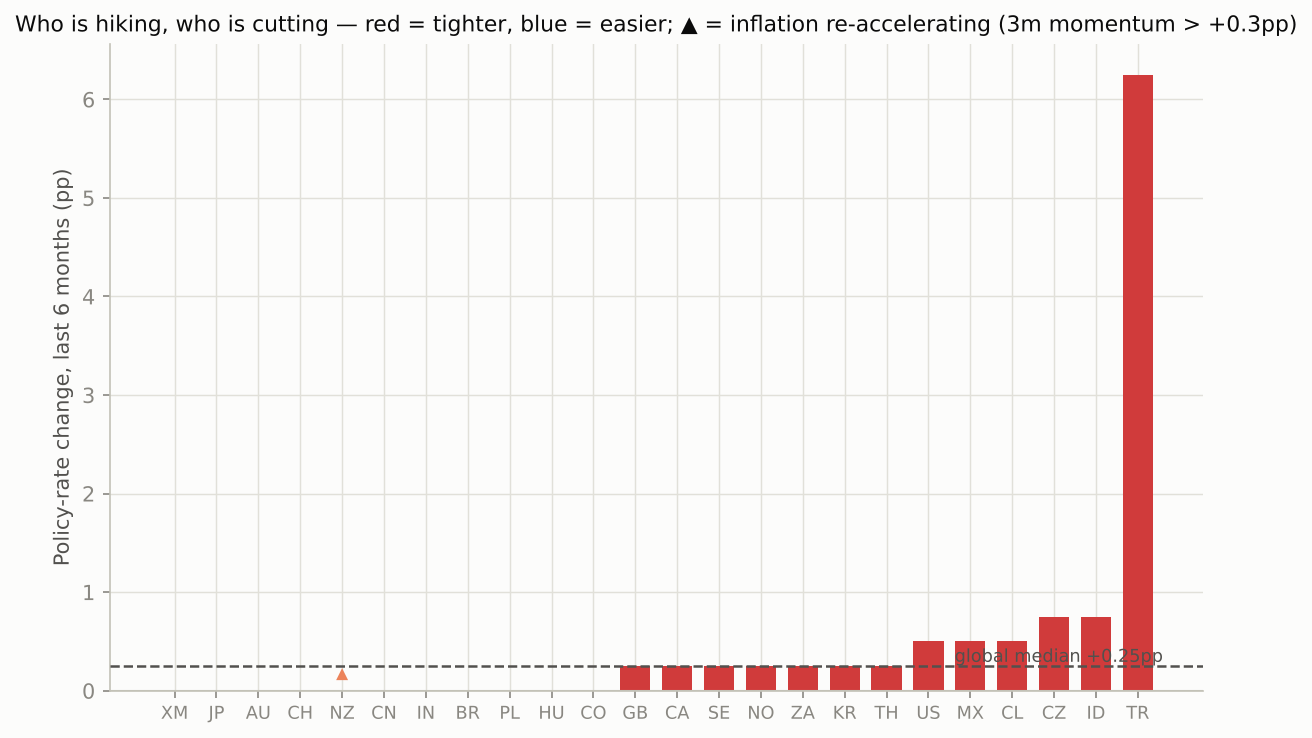 Who is hiking, who is cutting — red = tighter, blue = easier; ▲ = inflation re-accelerating (3m momentum > +0.3pp)
Policy-rate change, last 6 months (pp)
6
5
4
3
2
1
0
global median +0.25pp
XM JP AU CH NZ CN IN BR PL HU CO GB CA SE NO ZA KR TH US MX CL CZ ID TR